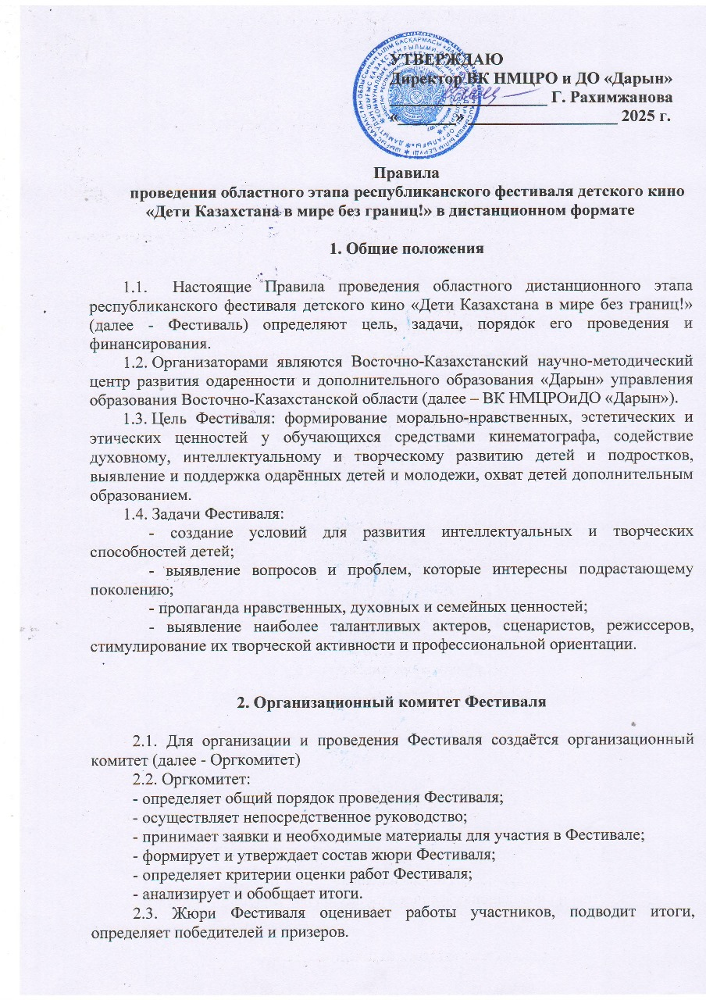 УТВЕРЖДАЮ
Директор ВК НМЦРО и ДО «Дарын»
___________________ Г. Рахимжанова
«_______» __________________ 2025 г.
Правила
проведения областного этапа республиканского фестиваля детского кино
«Дети Казахстана в мире без границ!» в дистанционном формате
1. Общие положения
1.1. Настоящие Правила проведения областного дистанционного этапа
республиканского фестиваля детского кино «Дети Казахстана в мире без границ!»
(далее - Фестиваль) определяют цель, задачи, порядок его проведения и
финансирования.
1.2. Организаторами являются Восточно-Казахстанский научно-методический
центр развития одаренности и дополнительного образования «Дарын» управления
образования Восточно-Казахстанской области (далее – ВК НМЦРОиДО «Дарын»).
1.3. Цель Фестиваля: формирование морально-нравственных, эстетических и
этических ценностей у обучающихся средствами кинематографа, содействие
духовному, интеллектуальному и творческому развитию детей и подростков,
выявление и поддержка одарённых детей и молодежи, охват детей дополнительным
образованием.
1.4. Задачи Фестиваля:
- создание условий для развития интеллектуальных и творческих
способностей детей;
- выявление вопросов и проблем, которые интересны подрастающему
поколению;
- пропаганда нравственных, духовных и семейных ценностей;
- выявление наиболее талантливых актеров, сценаристов, режиссеров,
стимулирование их творческой активности и профессиональной ориентации.
2. Организационный комитет Фестиваля
2.1. Для организации и проведения Фестиваля создаётся организационный
комитет (далее - Оргкомитет)
2.2. Оргкомитет:
- определяет общий порядок проведения Фестиваля;
- осуществляет непосредственное руководство;
- принимает заявки и необходимые материалы для участия в Фестивале;
- формирует и утверждает состав жюри Фестиваля;
- определяет критерии оценки работ Фестиваля;
- анализирует и обобщает итоги.
2.3. Жюри Фестиваля оценивает работы участников, подводит итоги,
определяет победителей и призеров.